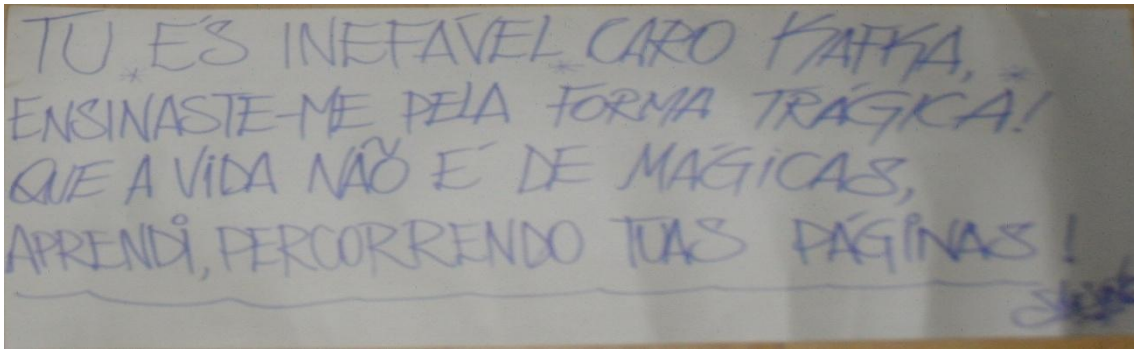 TU ÉS INEFÁVEL CARO KAFKA,
ENSINASTE-ME PELA FORMA TRÁGICA!
QUE A VIDA NÃO É DE MÁGICAS,
APRENDI, PERCORRENDO TUAS PÁGINAS!